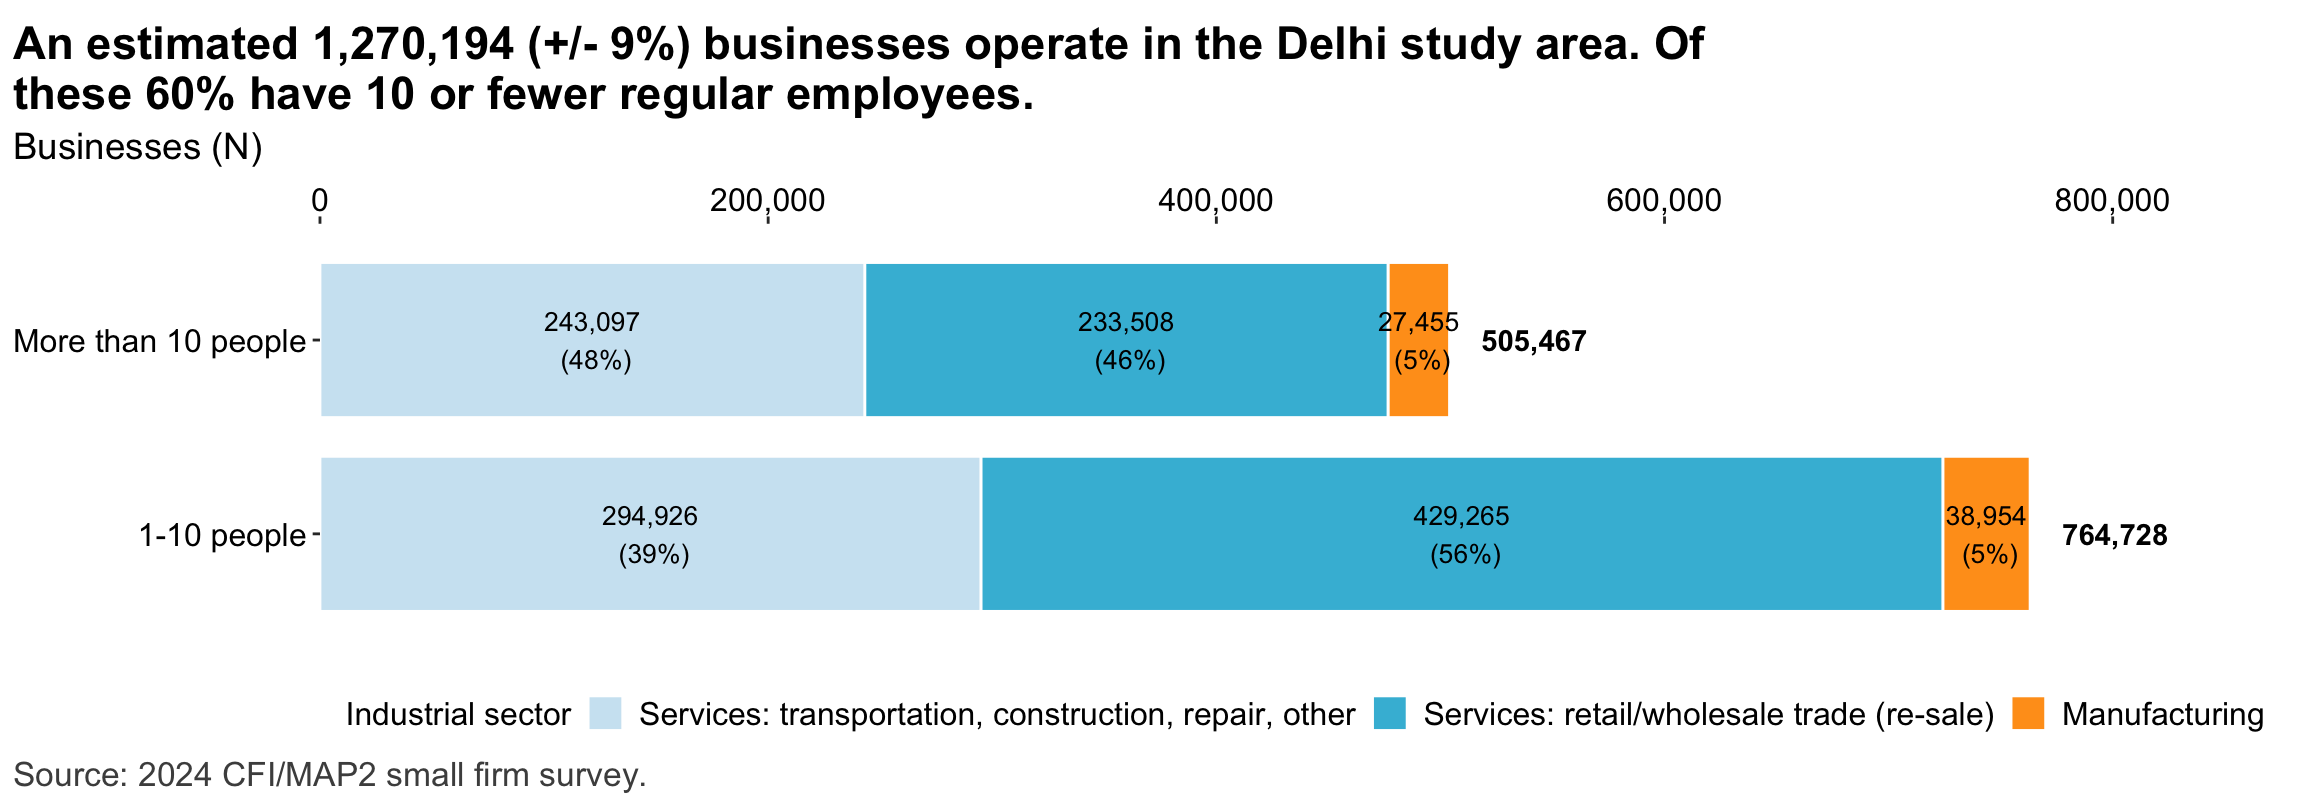 An estimated 1,270,194 (+/- 9%) businesses operate in the Delhi study area. Of
these 60% have 10 or fewer regular employees.
Businesses (N)
0 200,000 400,000 600,000 800,000
More than 10 people
243,097
(48%)
233,508
(46%)
27,455
(5%)
505,467
1-10 people
294,926
(39%)
429,265
(56%)
38,954
(5%)
764,728
Industrial sector Services: transportation, construction, repair, other Services: retail/wholesale trade (re-sale) Manufacturing
Source: 2024 CFI/MAP2 small firm survey.